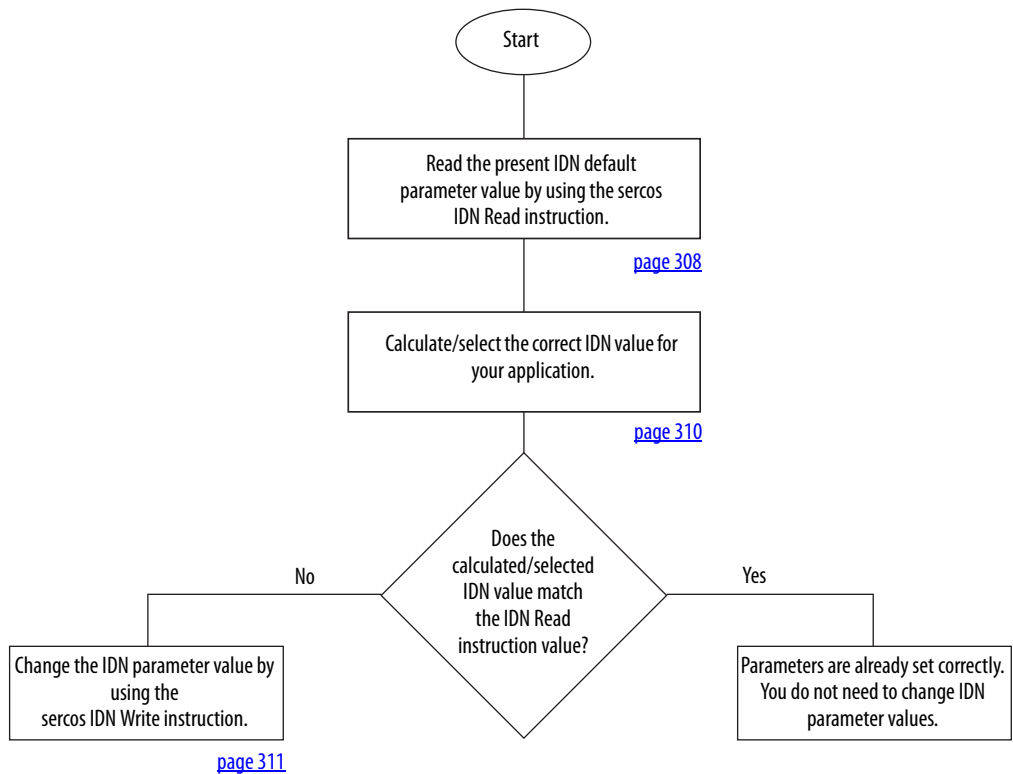 Start
Read the present IDN default
parameter value by using the sercos
IDN Read instruction.
page 308
Calculate/select the correct IDN value for
your application.
page 310
Does the
calculated/selected
IDN value match
the IDN Read
instruction value?
No
Yes
Change the IDN parameter value by
using the
sercos IDN Write instruction.
page 311
Parameters are already set correctly.
You do not need to change IDN
parameter values.